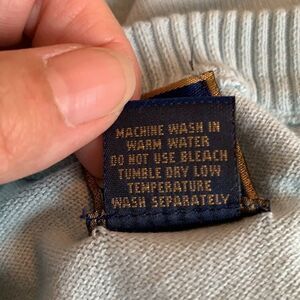 MACHINE WASH IN
WARM WATER
DO NOT USE BLEACH
TUMBLE DRY LOW
TEMPERATURE
WASH SEPARATELY